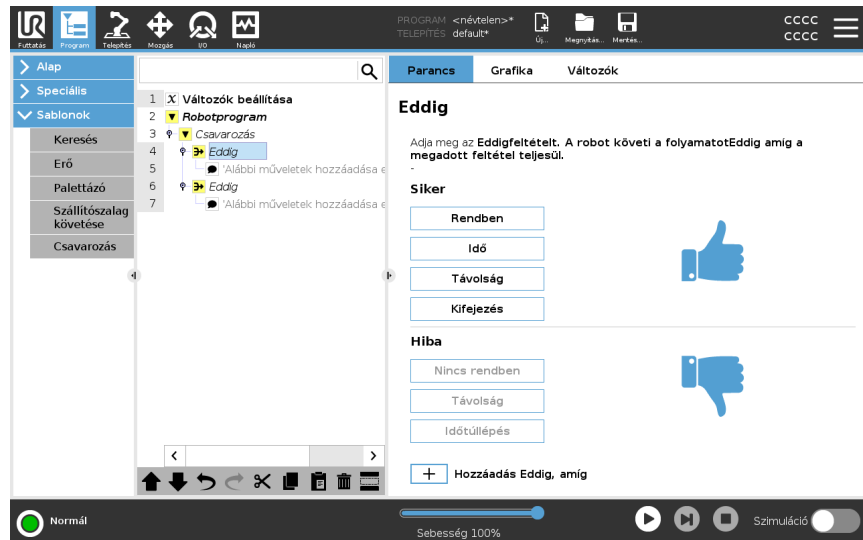 UR
PROGRAM <névtelen>*
TELEPÍTÉS default*
cccc
cccc
Futtatás Program Telepítés Mozgás I/O Napló Új... Megnyitás... Mentés...
Alap
Speciális
Sablonok
Keresés
Erő
Palettázó
Szállítószalag
követése
Csavarozás
1 X Változók beállítása
2 Robotprogram
3 Csavarozás
4 Eddig
5 'Alábbi műveletek hozzáadása e
6 Eddig
7 'Alábbi műveletek hozzáadása e
Parancs Grafika Változók
Eddig
Adja meg az Eddigfeltételt. A robot követi a folyamatotEddig amíg a
megadott feltétel teljesül.
-
Siker
Rendben
Idő
Távolság
Kifejezés
Hiba
Nincs rendben
Távolság
Időtúllépés
+ Hozzáadás Eddig, amíg
Normál
Sebesség 100%
Szimuláció